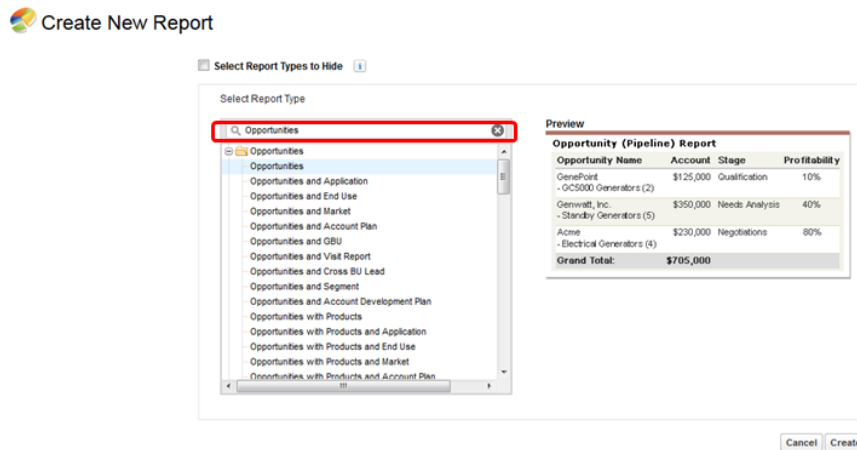 Create New Report
Select Report Types to Hide i
Select Report Type
Opportunities
Opportunities
Opportunities
Opportunities and Application
Opportunities and End Use
Opportunities and Market
Opportunities and Account Plan
Opportunities and GBU
Opportunities and Visit Report
Opportunities and Cross BU Lead
Opportunities and Segment
Opportunities and Account Development Plan
Opportunities with Products
Opportunities with Products and Application
Opportunities with Products and End Use
Opportunities with Products and Market
Opportunities with Products and Account Plan
Preview
Opportunity (Pipeline) Report
Opportunity Name Account Stage Profitability
GenePoint $125,000 Qualification 10%
- GC5000 Generators (2)
Genwatt, Inc. $350,000 Needs Analysis 40%
- Standby Generators (5)
Acme $230,000 Negotiations 80%
- Electrical Generators (4)
Grand Total: $705,000
Cancel Create